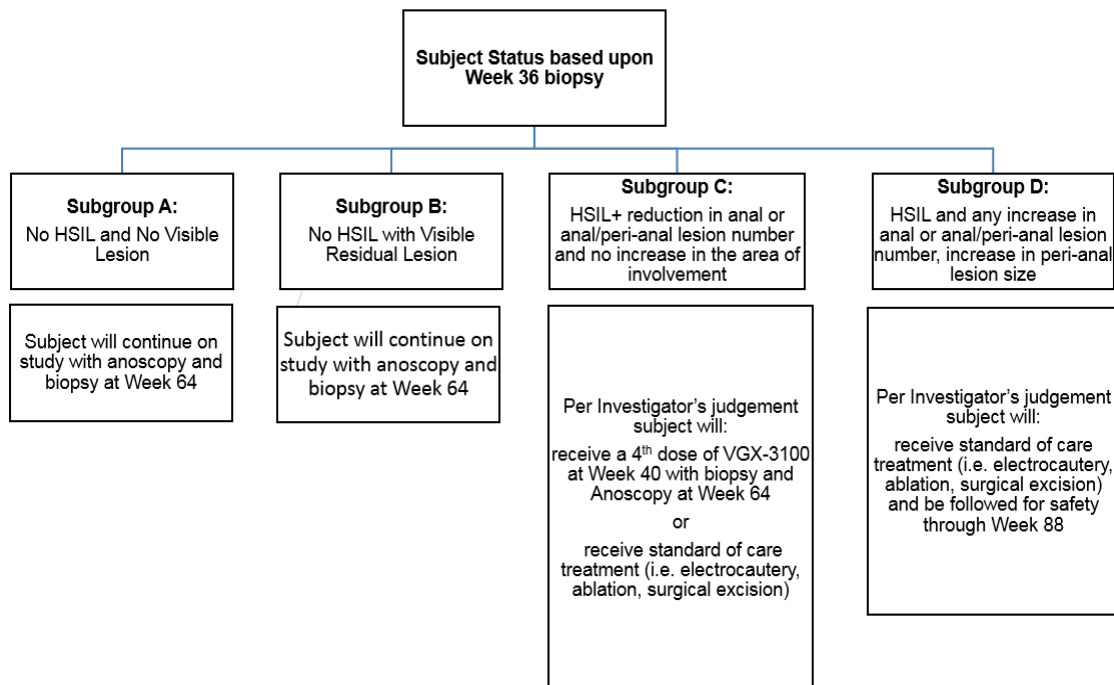 Subject Status based upon
Week 36 biopsy
Subgroup A:
No HSIL and No Visible
Lesion
Subject will continue on
study with anoscopy and
biopsy at Week 64
Subgroup B:
No HSIL with Visible
Residual Lesion
Subject will continue on
study with anoscopy and
biopsy at Week 64
Subgroup C:
HSIL+ reduction in anal or
anal/peri-anal lesion number
and no increase in the area of
involvement
Per Investigator’s judgement
subject will:
receive a 4th dose of VGX-3100
at Week 40 with biopsy and
Anoscopy at Week 64
or
receive standard of care
treatment (i.e. electrocautery,
ablation, surgical excision)
Subgroup D:
HSIL and any increase in
anal or anal/peri-anal lesion
number, increase in peri-anal
lesion size
Per Investigator’s judgement
subject will:
receive standard of care
treatment (i.e. electrocautery,
ablation, surgical excision)
and be followed for safety
through Week 88